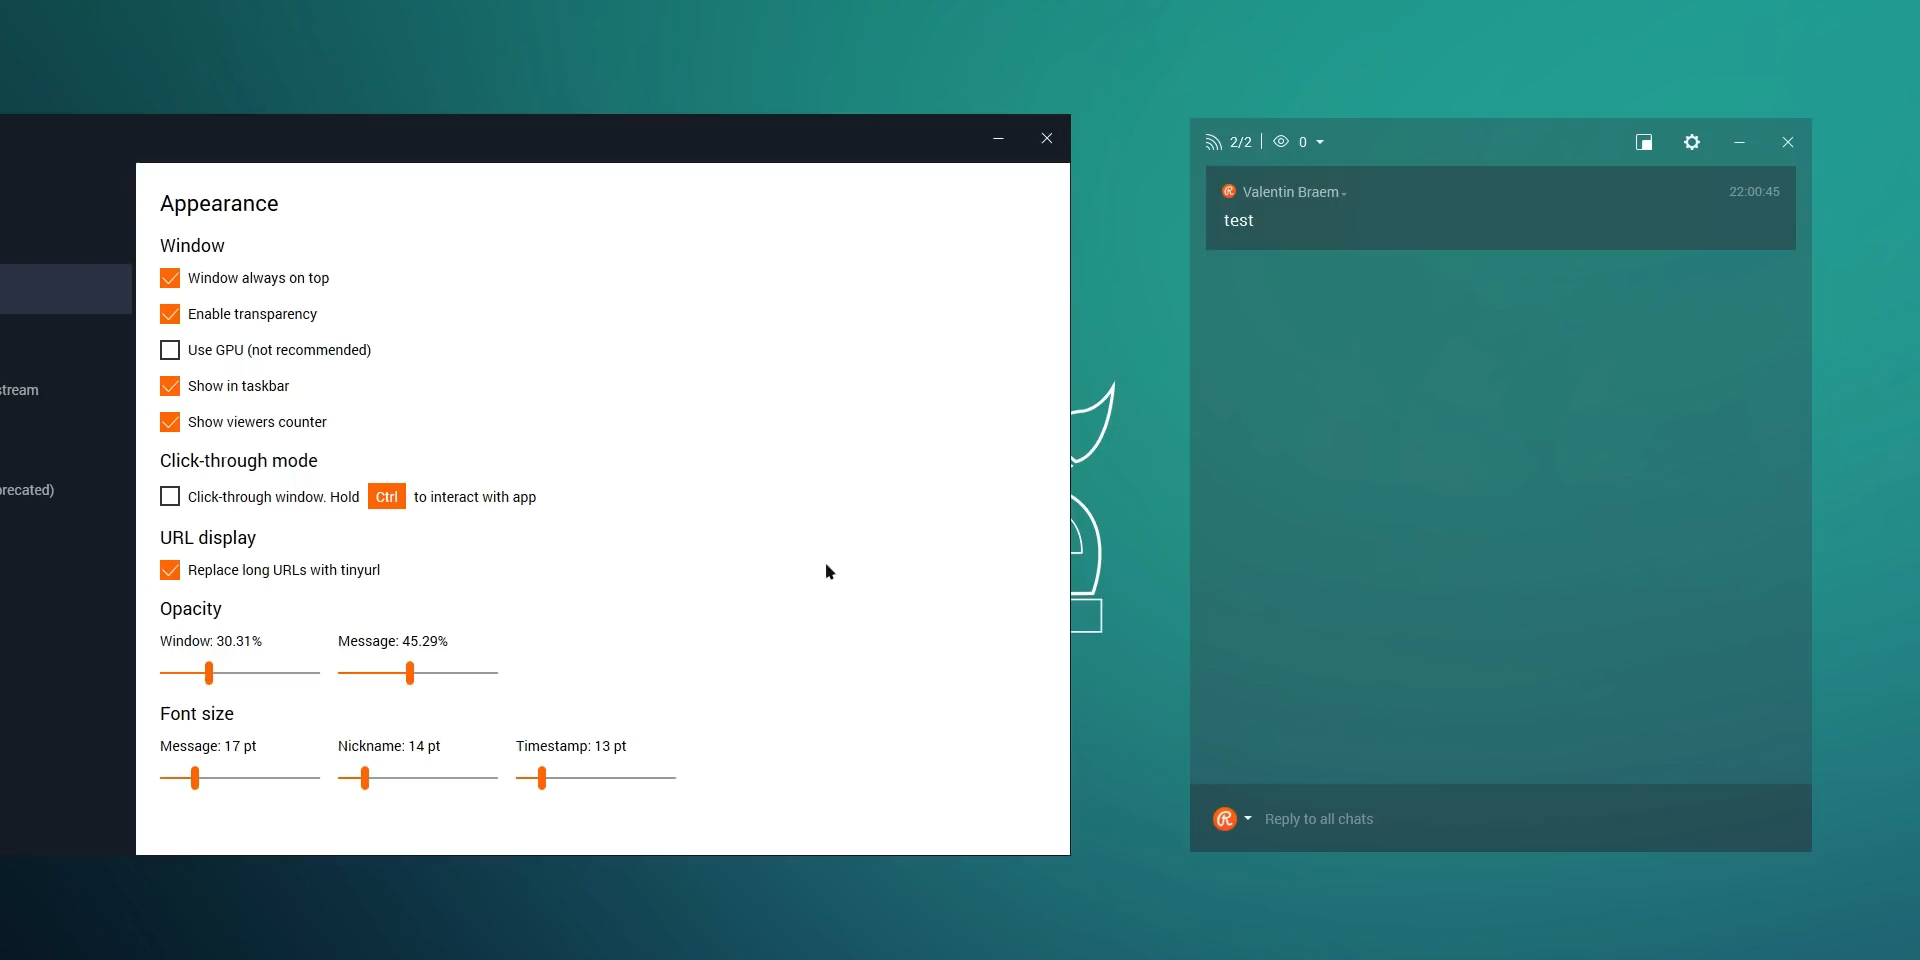 stream
precated)
Appearance
Window
Window always on top
Enable transparency
Use GPU (not recommended)
Show in taskbar
Show viewers counter
Click-through mode
Click-through window. Hold Ctrl to interact with app
URL display
Replace long URLs with tinyurl
Opacity
Window: 30.31% Message: 45.29%
Font size
Message: 17 pt Nickname: 14 pt Timestamp: 13 pt
2/2 0
Valentin Braem 22:00:45
test
Reply to all chats